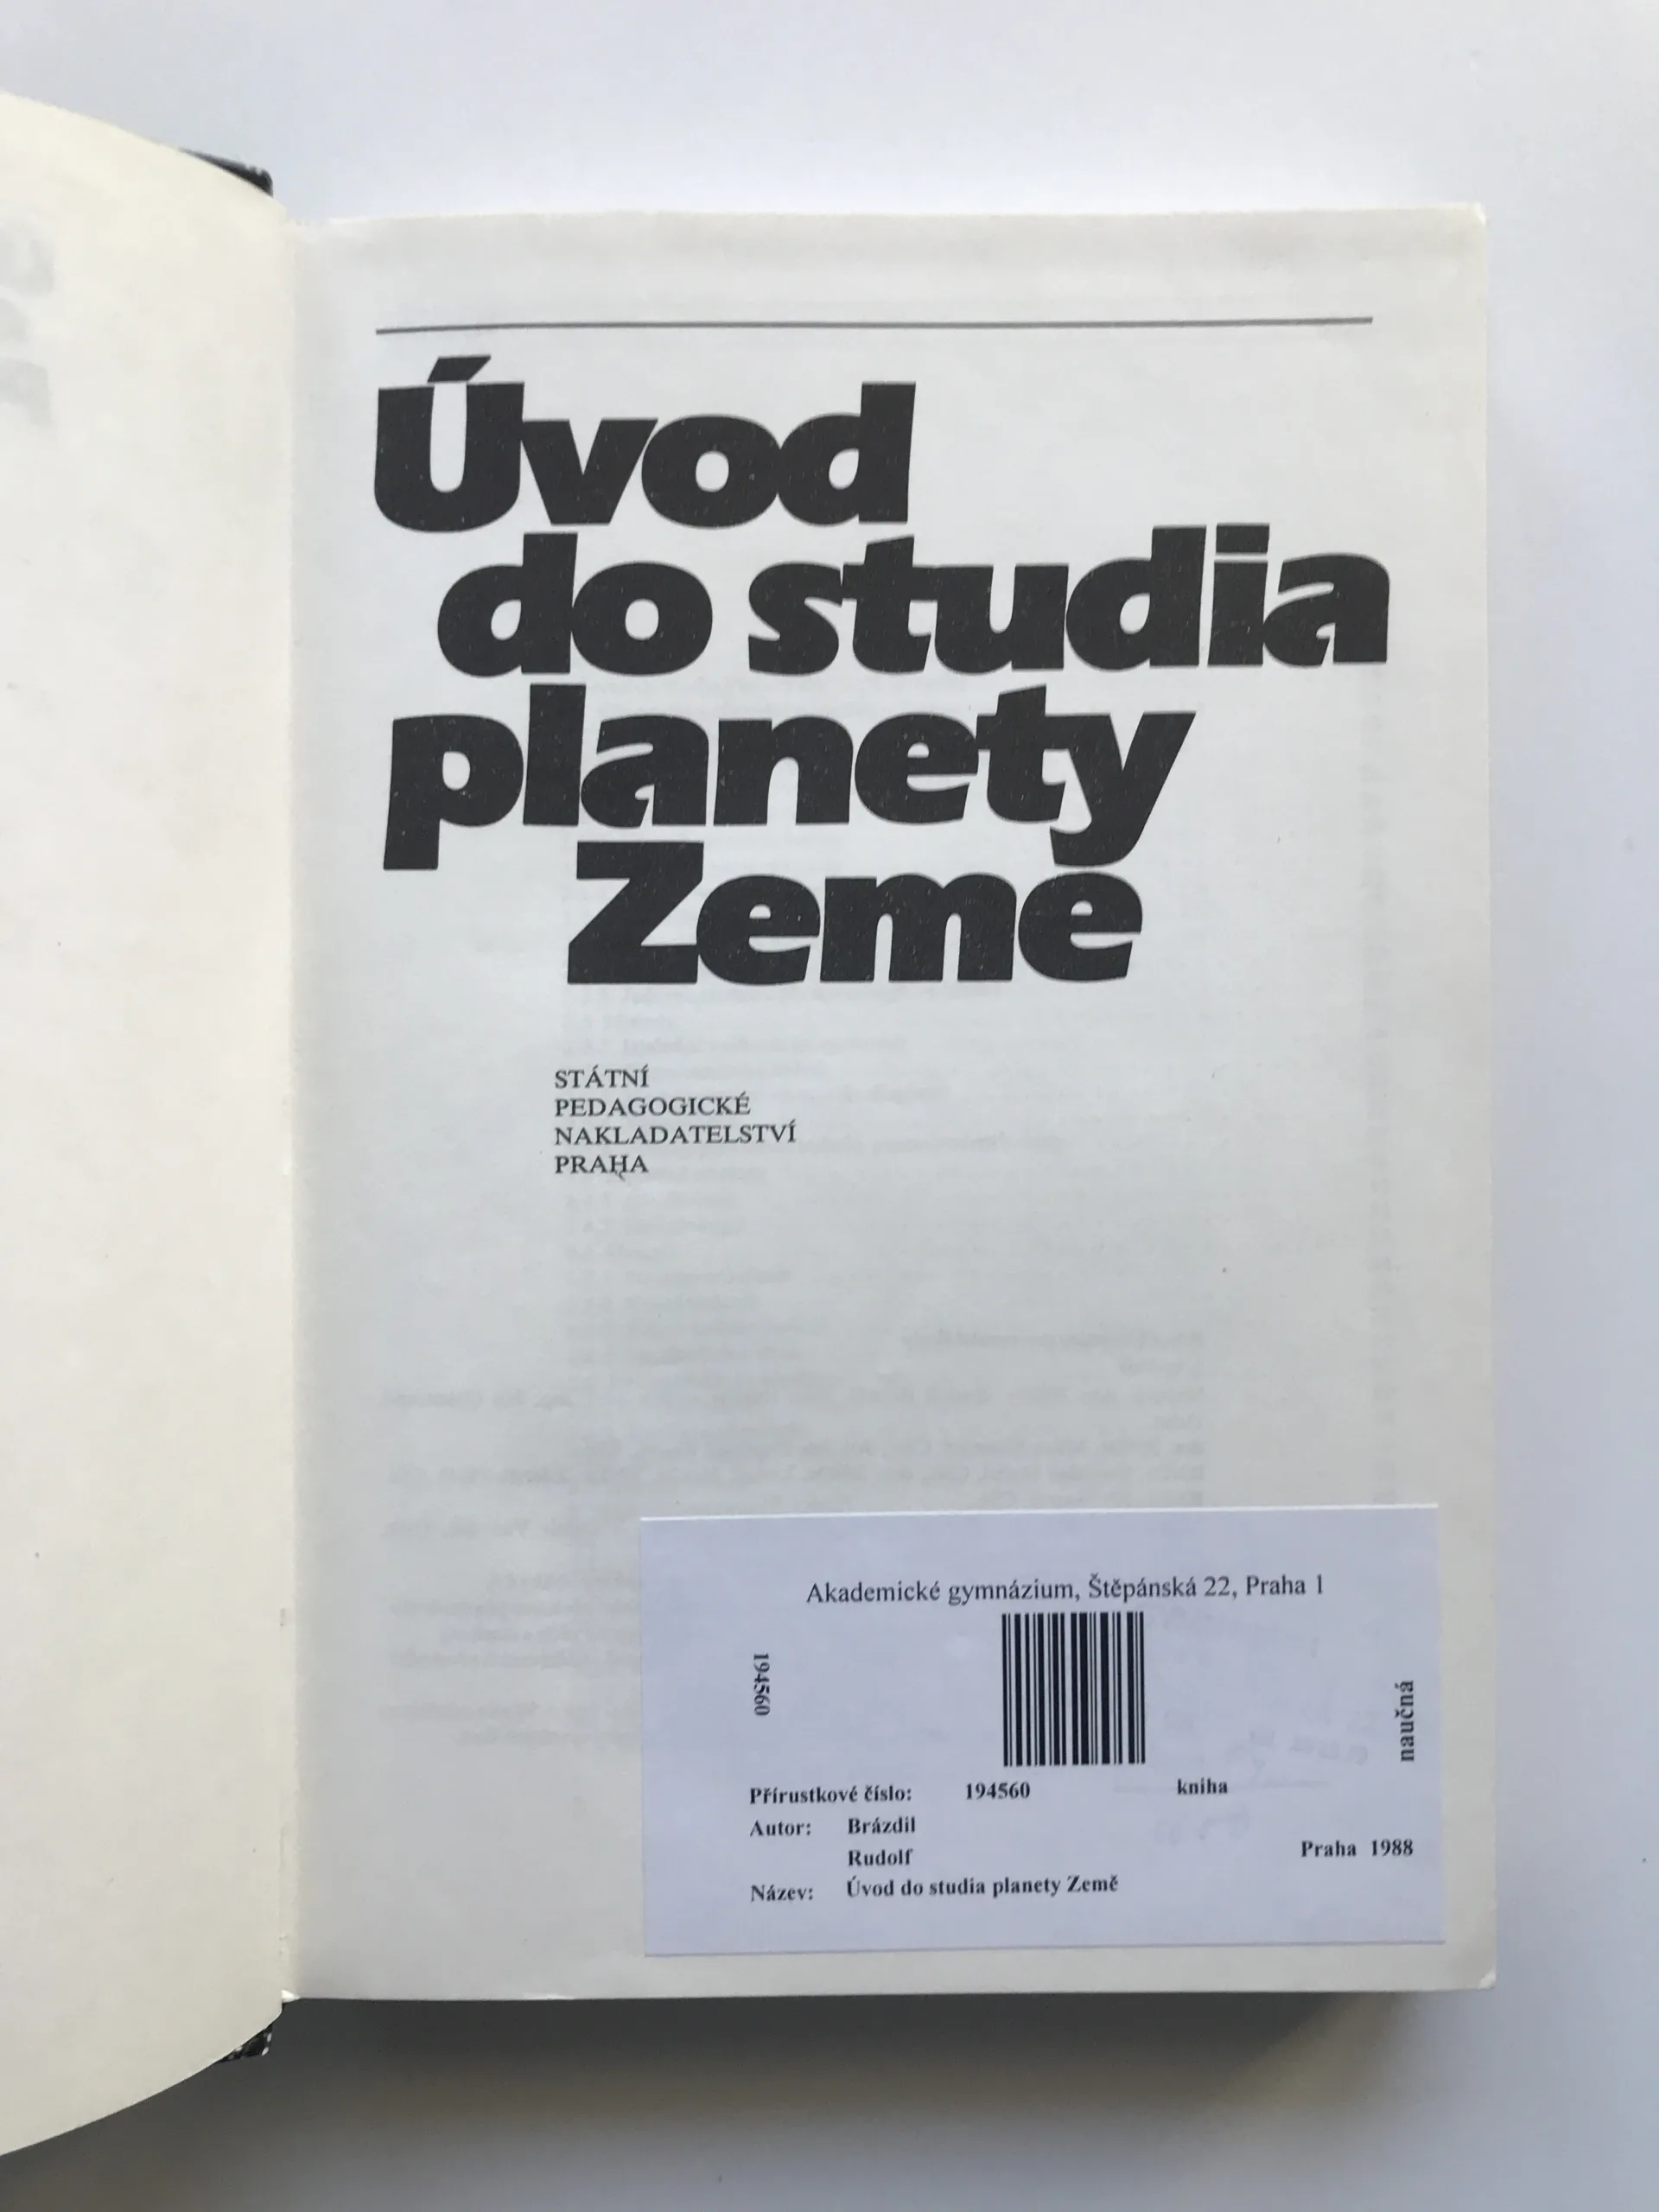 Úvod
do studia
planety
Země
STÁTNÍ
PEDAGOGICKÉ
NAKLADATELSTVÍ
PRAHA
Akademické gymnázium, Štěpánská 22, Praha 1
194560
naučná
Přírustkové číslo: 194560 kniha
Autor: Brázdil
Rudolf
Praha 1988
Název: Úvod do studia planety Země